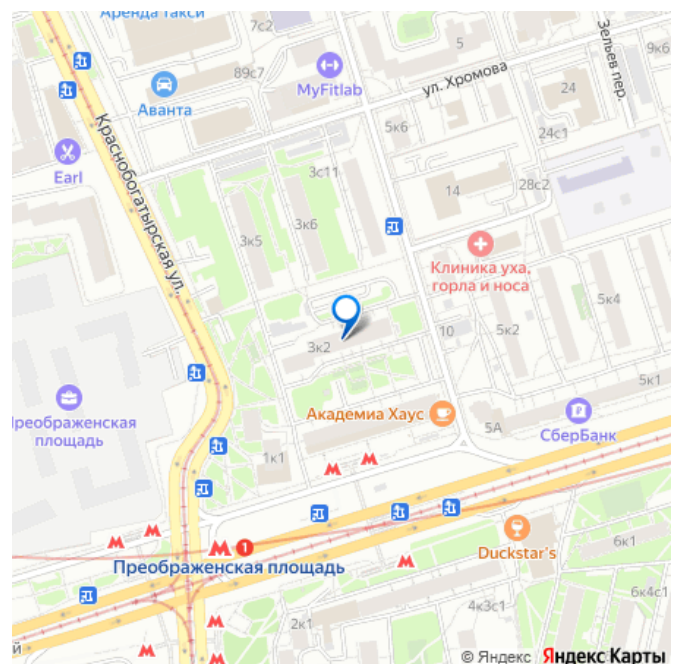 Аренда такси
7с2
5
Зельев пер.
9к6
89с7
MyFitlab
ул. Хромова
24
Аванта
Краснобогатырская ул.
5к6
24с1
Earl
3с11
14
28с2
3к6
3к5
Клиника уха,
горла и носа
5к4
10
5к2
3к2
5к1
Преображенская
площадь
Академиа Хаус
5А
СберБанк
1к1
1
Преображенская площадь
Duckstar's
6к1
6к4с1
4к3с1
2к1
ий
© Яндекс Яндекс Карты